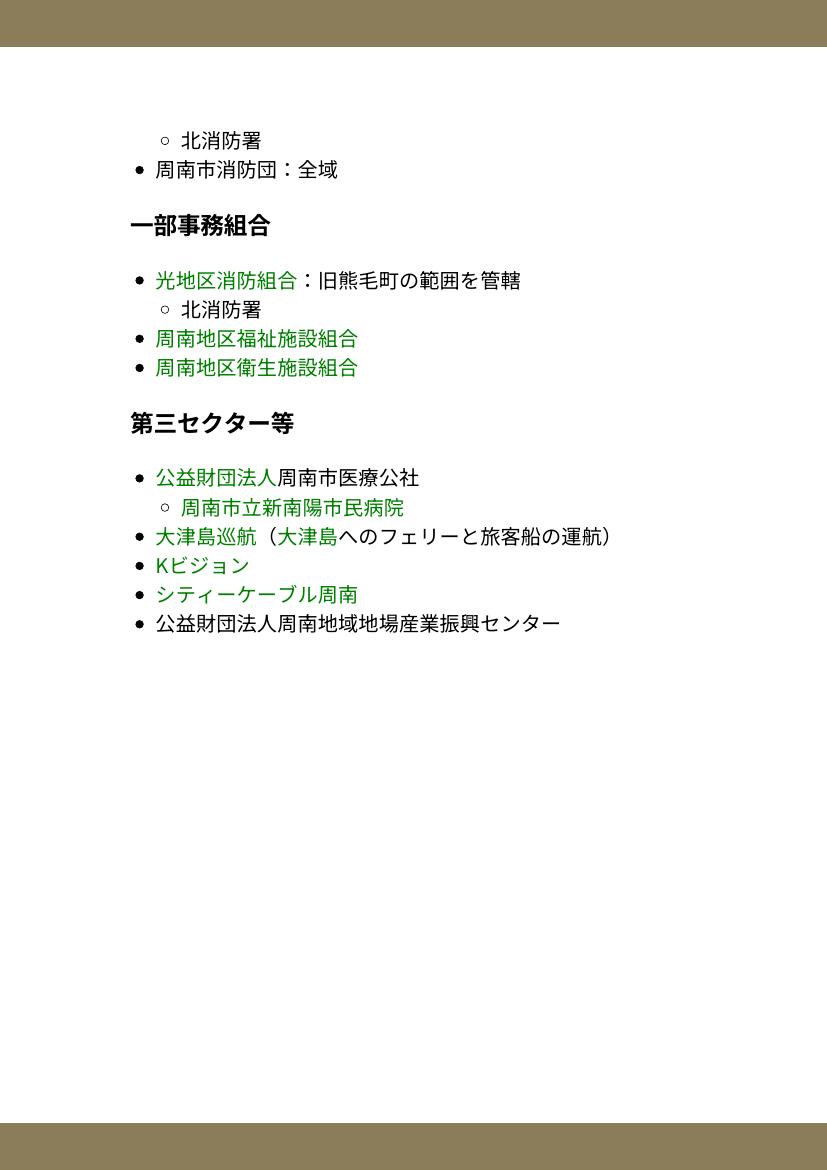 北消防署
周南市消防団：全域
一部事務組合
光地区消防組合：旧熊毛町の範囲を管轄
北消防署
周南地区福祉施設組合
周南地区衛生施設組合
第三セクター等
公益財団法人周南市医療公社
周南市立新南陽市民病院
大津島巡航（大津島へのフェリーと旅客船の運航）
Kビジョン
シティーケーブル周南
公益財団法人周南地域地場産業振興センター